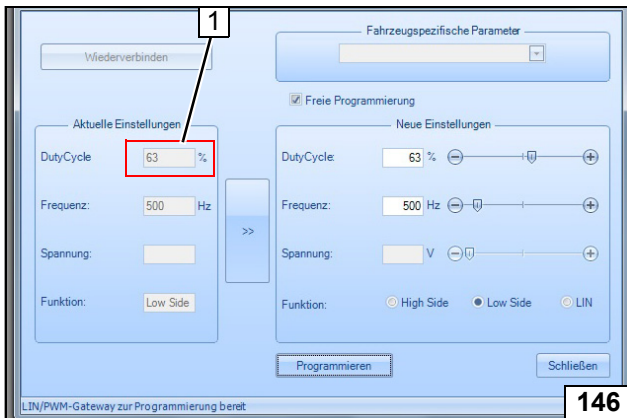 1
Fahrzeugspezifische Parameter
Wiederverbinden
Freie Programmierung
Aktuelle Einstellungen
DutyCycle 63 %
Frequenz: 500 Hz
Spannung:
Funktion: Low Side
>>
Neue Einstellungen
DutyCycle: 63 %
Frequenz: 500 Hz
Spannung: V
Funktion: High Side Low Side LIN
Programmieren Schließen
LIN/PWM-Gateway zur Programmierung bereit
146